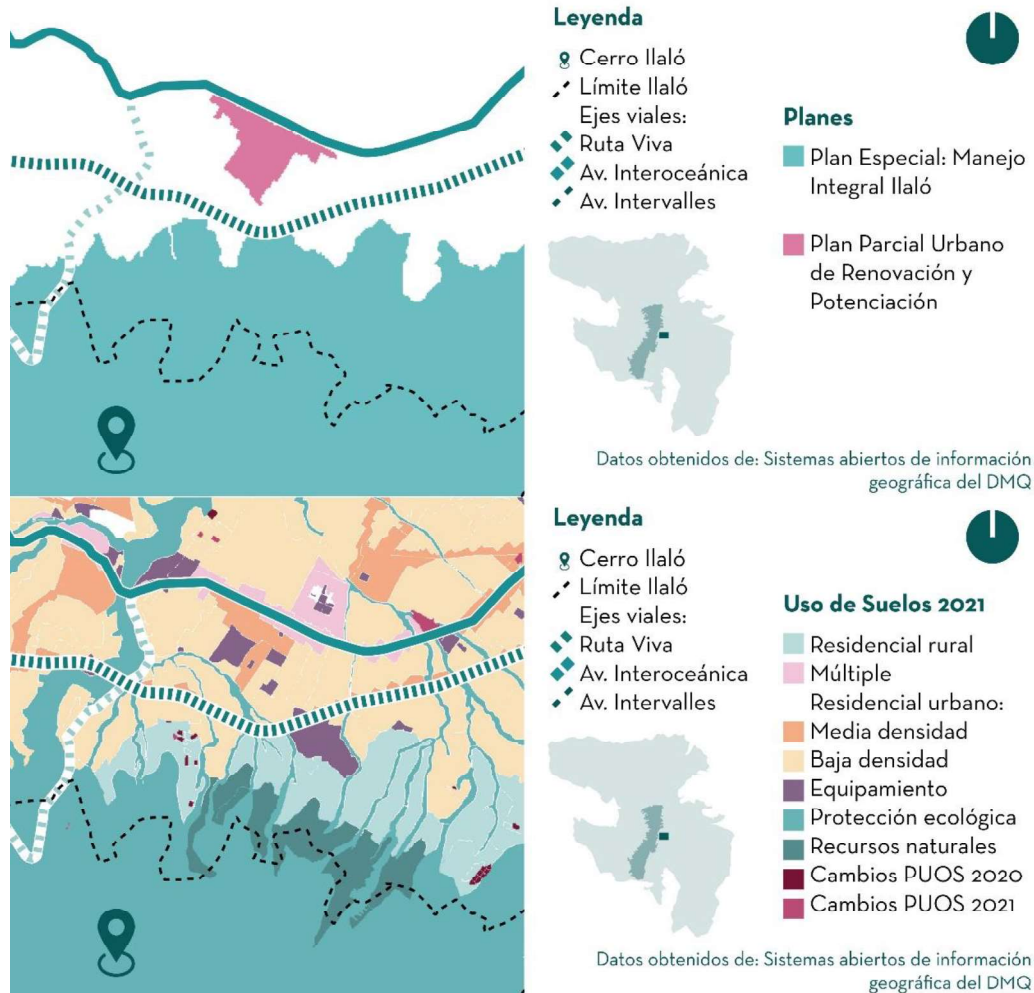 Leyenda
Cerro Ilaló
Límite Ilaló
Ejes viales:
Ruta Viva
Av. Interoceánica
Av. Intervalles
Planes
Plan Especial: Manejo
Integral Ilaló
Plan Parcial Urbano
de Renovación y
Potenciación
Datos obtenidos de: Sistemas abiertos de información
geográfica del DMQ
Leyenda
Cerro Ilaló
Límite Ilaló
Ejes viales:
Ruta Viva
Av. Interoceánica
Av. Intervalles
Uso de Suelos 2021
Residencial rural
Múltiple
Residencial urbano:
Media densidad
Baja densidad
Equipamiento
Protección ecológica
Recursos naturales
Cambios PUOS 2020
Cambios PUOS 2021
Datos obtenidos de: Sistemas abiertos de información
geográfica del DMQ